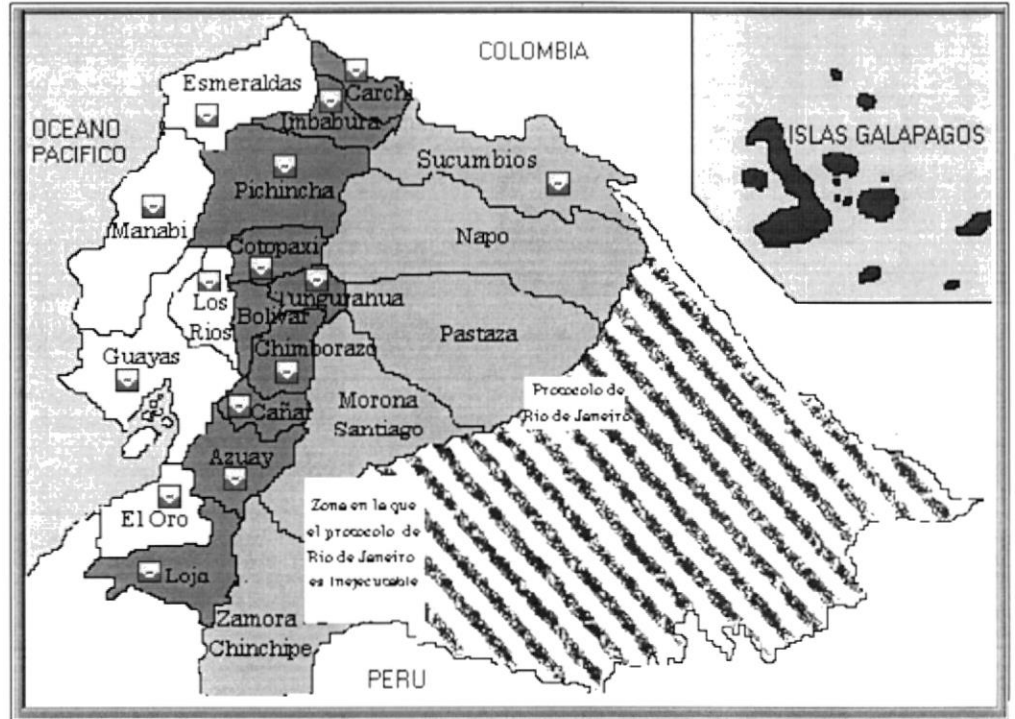 COLOMBIA
Esmeraldas
Carchi
Imbabura
OCEANO
PACIFICO
ISLAS GALAPAGOS
Sucumbios
Pichincha
Manabi
Napo
Cotopaxi
Tungurahua
Los
Rios
Bolivar
Pastaza
Chimborazo
Guayas
Morona
Santiago
Protocolo de
Rio de Janeiro
Cañar
Azuay
Zona en la que
el protocolo de
Rio de Janeiro
es inejecutable
El Oro
Loja
Zamora
Chinchipe
PERU